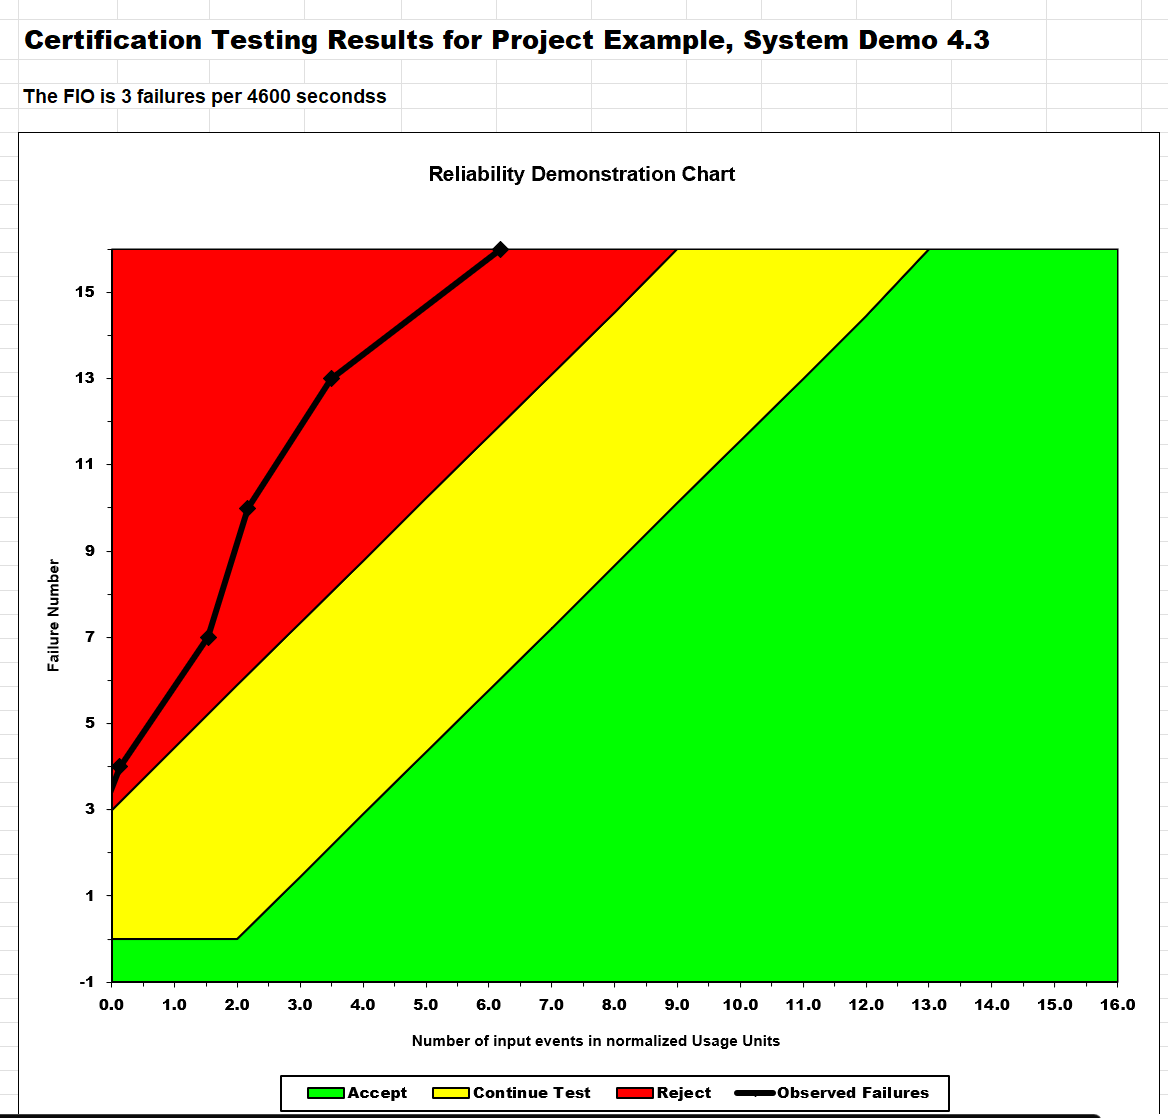 Certification Testing Results for Project Example, System Demo 4.3
The FIO is 3 failures per 4600 secondss
Reliability Demonstration Chart
15
13
11
9
7
5
3
1
-1
Failure Number
0.0 1.0 2.0 3.0 4.0 5.0 6.0 7.0 8.0 9.0 10.0 11.0 12.0 13.0 14.0 15.0 16.0
Number of input events in normalized Usage Units
Accept Continue Test Reject Observed Failures